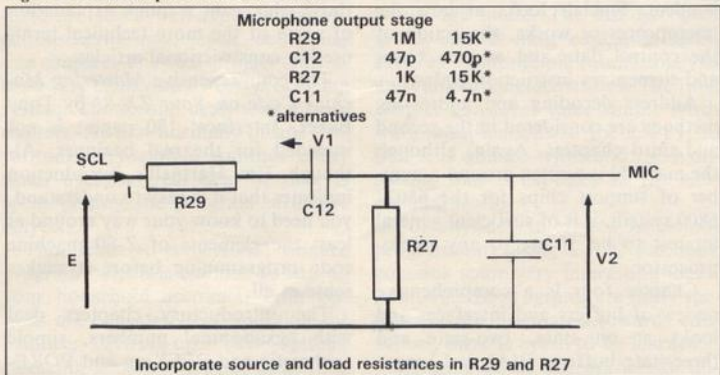 Microphone output stage
R29 1M 15K*
C12 47p 470p*
R27 1K 15K*
C11 47n 4.7n*
*alternatives
V1
SCL
MIC
I
R29
C12
R27
C11
E
V2
Incorporate source and load resistances in R29 and R27